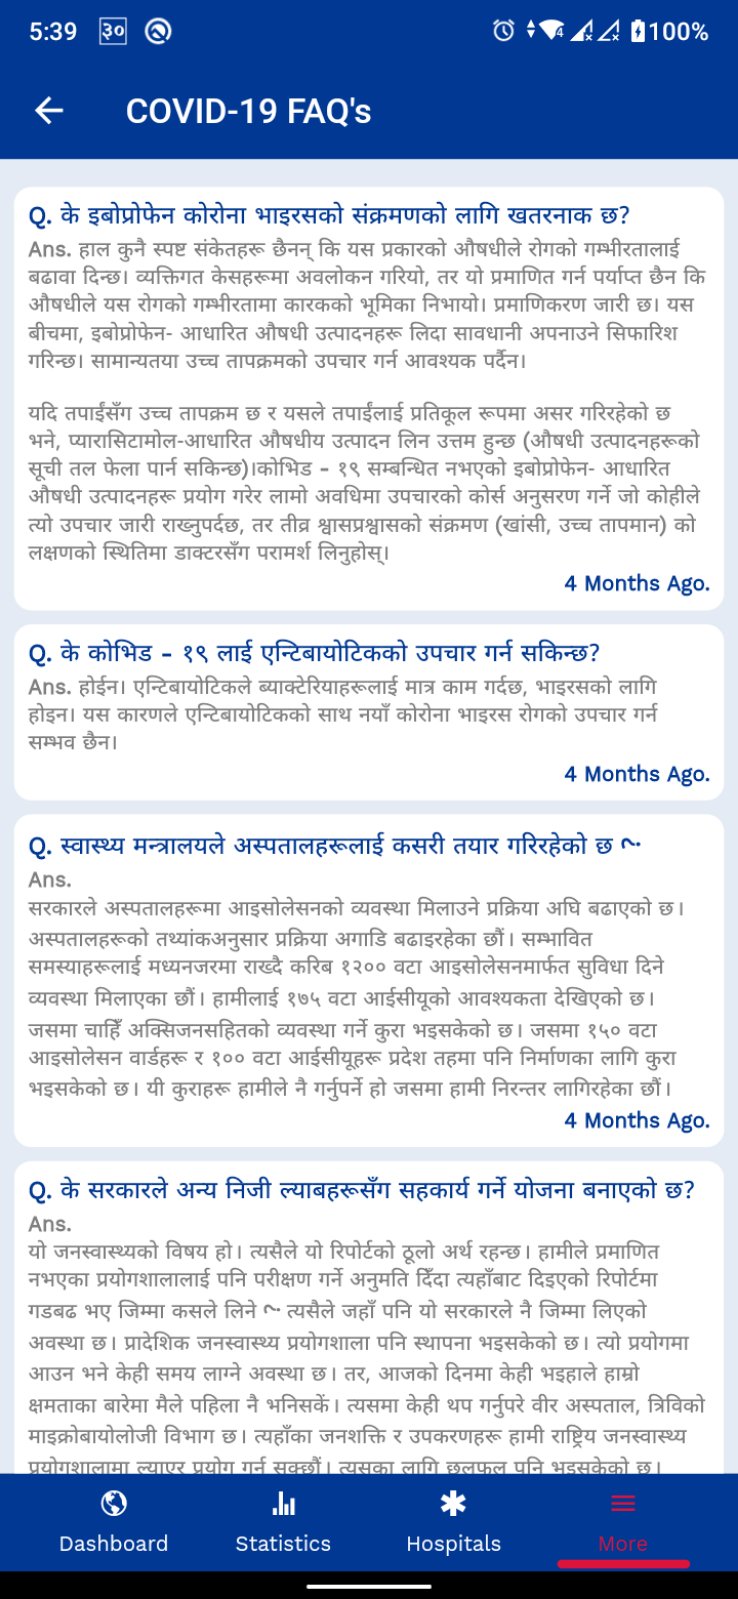 5:39 ३० 4 100%
COVID-19 FAQ's
Q. के इबोप्रोफेन कोरोना भाइरसको संक्रमणको लागि खतरनाक छ?
Ans. हाल कुनै स्पष्ट संकेतहरू छैनन् कि यस प्रकारको औषधीले रोगको गम्भीरतालाई
बढावा दिन्छ। व्यक्तिगत केसहरूमा अवलोकन गरियो, तर यो प्रमाणित गर्न पर्याप्त छैन कि
औषधीले यस रोगको गम्भीरतामा कारकको भूमिका निभायो। प्रमाणिकरण जारी छ। यस
बीचमा, इबोप्रोफेन- आधारित औषधी उत्पादनहरू लिदा सावधानी अपनाउने सिफारिश
गरिन्छ। सामान्यतया उच्च तापक्रमको उपचार गर्न आवश्यक पर्दैन।
यदि तपाईंसँग उच्च तापक्रम छ र यसले तपाईंलाई प्रतिकूल रूपमा असर गरिरहेको छ
भने, प्यारासिटामोल-आधारित औषधीय उत्पादन लिन उत्तम हुन्छ (औषधी उत्पादनहरूको
सूची तल फेला पार्न सकिन्छ)।कोभिड - १९ सम्बन्धित नभएको इबोप्रोफेन- आधारित
औषधी उत्पादनहरू प्रयोग गरेर लामो अवधिमा उपचारको कोर्स अनुसरण गर्ने जो कोहीले
त्यो उपचार जारी राख्नुपर्दछ, तर तीव्र श्वासप्रश्वासको संक्रमण (खांसी, उच्च तापमान) को
लक्षणको स्थितिमा डाक्टरसँग परामर्श लिनुहोस्।
4 Months Ago.
Q. के कोभिड - १९ लाई एन्टिबायोटिकको उपचार गर्न सकिन्छ?
Ans. होईन। एन्टिबायोटिकले ब्याक्टेरियाहरूलाई मात्र काम गर्दछ, भाइरसको लागि
होइन। यस कारणले एन्टिबायोटिकको साथ नयाँ कोरोना भाइरस रोगको उपचार गर्न
सम्भव छैन।
4 Months Ago.
Q. स्वास्थ्य मन्त्रालयले अस्पतालहरूलाई कसरी तयार गरिरहेको छ
Ans.
सरकारले अस्पतालहरूमा आइसोलेसनको व्यवस्था मिलाउने प्रक्रिया अघि बढाएको छ।
अस्पतालहरूको तथ्यांकअनुसार प्रक्रिया अगाडि बढाइरहेका छौं। सम्भावित
समस्याहरूलाई मध्यनजरमा राख्दै करिब १२०० वटा आइसोलेसनमार्फत सुविधा दिने
व्यवस्था मिलाएका छौं। हामीलाई १७५ वटा आईसीयूको आवश्यकता देखिएको छ।
जसमा चाहिँ अक्सिजनसहितको व्यवस्था गर्ने कुरा भइसकेको छ। जसमा १५० वटा
आइसोलेसन वार्डहरू र १०० वटा आईसीयूहरू प्रदेश तहमा पनि निर्माणका लागि कुरा
भइसकेको छ। यी कुराहरू हामीले नै गर्नुपर्ने हो जसमा हामी निरन्तर लागिरहेका छौं।
4 Months Ago.
Q. के सरकारले अन्य निजी ल्याबहरूसँग सहकार्य गर्ने योजना बनाएको छ?
Ans.
यो जनस्वास्थ्यको विषय हो। त्यसैले यो रिपोर्टको ठूलो अर्थ रहन्छ। हामीले प्रमाणित
नभएका प्रयोगशालालाई पनि परीक्षण गर्ने अनुमति दिँदा त्यहाँबाट दिइएको रिपोर्टमा
गडबढ भए जिम्मा कसले लिने त्यसैले जहाँ पनि यो सरकारले नै जिम्मा लिएको
अवस्था छ। प्रादेशिक जनस्वास्थ्य प्रयोगशाला पनि स्थापना भइसकेको छ। त्यो प्रयोगमा
आउन भने केही समय लाग्ने अवस्था छ। तर, आजको दिनमा केही भइहाले हाम्रो
क्षमताका बारेमा मैले पहिला नै भनिसकें। त्यसमा केही थप गर्नुपरे वीर अस्पताल, त्रिविको
माइक्रोबायोलोजी विभाग छ। त्यहाँका जनशक्ति र उपकरणहरू हामी राष्ट्रिय जनस्वास्थ्य
प्रयोगशालामा ल्याएर प्रयोग गर्न सक्छौं। त्यसका लागि छलफल पनि भइसकेको छ।
Dashboard Statistics Hospitals More